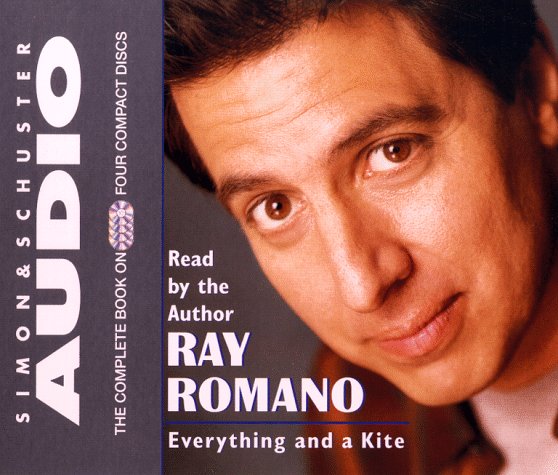 SIMON & SCHUSTER
AUDIO
THE COMPLETE BOOK ON FOUR COMPACT DISCS
Read
by the
Author
RAY
ROMANO
Everything and a Kite